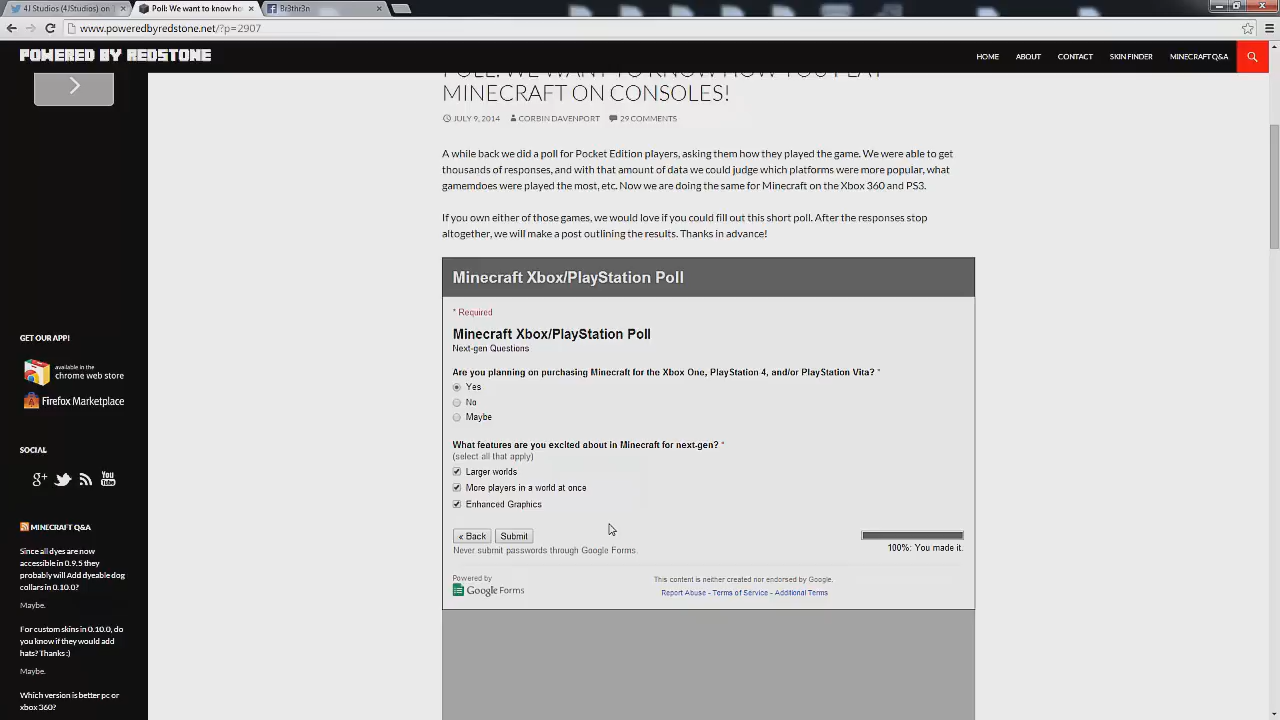 4J Studios (4JStudios) on
Poll: We want to know ho
Br3thr3n
www.poweredbyredstone.net/?p=2907
POWERED BY REDSTONE
HOME
ABOUT
CONTACT
SKIN FINDER
MINECRAFT Q&A
POLL: WE WANT TO KNOW HOW YOU PLAY
MINECRAFT ON CONSOLES!
JULY 9, 2014
CORBIN DAVENPORT
29 COMMENTS
A while back we did a poll for Pocket Edition players, asking them how they played the game. We were able to get
thousands of responses, and with that amount of data we could judge which platforms were more popular, what
gamemdoes were played the most, etc. Now we are doing the same for Minecraft on the Xbox 360 and PS3.
If you own either of those games, we would love if you could fill out this short poll. After the responses stop
altogether, we will make a post outlining the results. Thanks in advance!
Minecraft Xbox/PlayStation Poll
* Required
Minecraft Xbox/PlayStation Poll
Next-gen Questions
Are you planning on purchasing Minecraft for the Xbox One, PlayStation 4, and/or PlayStation Vita? *
Yes
No
Maybe
What features are you excited about in Minecraft for next-gen? *
(select all that apply)
Larger worlds
More players in a world at once
Enhanced Graphics
« Back
Submit
100%: You made it.
Never submit passwords through Google Forms.
Powered by
Google Forms
This content is neither created nor endorsed by Google.
Report Abuse - Terms of Service - Additional Terms
GET OUR APP!
available in the
chrome web store
Firefox Marketplace
SOCIAL
g+
You
Tube
MINECRAFT Q&A
Since all dyes are now
accessible in 0.9.5 they
probably will Add dyeable dog
collars in 0.10.0?
Maybe.
For custom skins in 0.10.0, do
you know if they would add
hats? Thanks :)
Maybe.
Which version is better pc or
xbox 360?